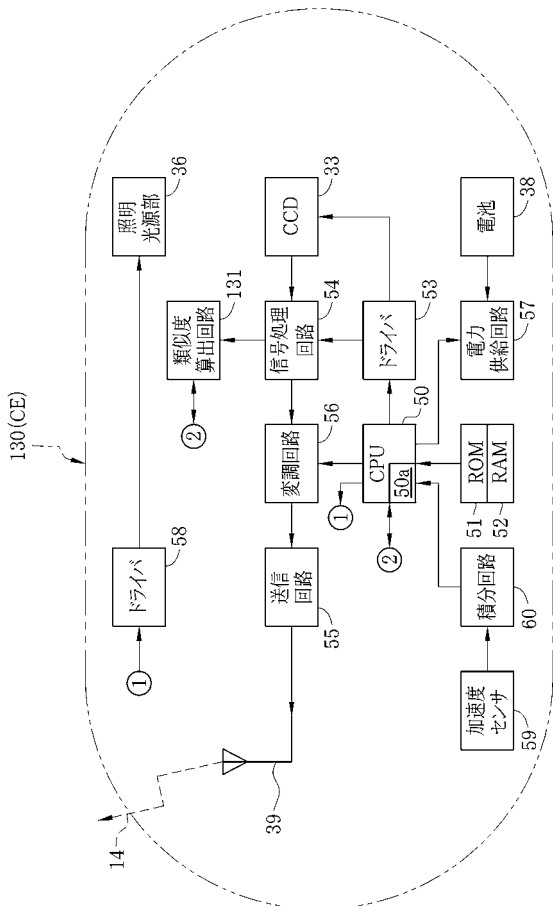 130(CE)
14
39
①
ドライバ
58
照明
光源部
36
②
類似度
算出回路
131
送信
回路
55
変調回路
56
信号処理
回路
54
CCD
33
①
②
CPU
50a
50
ドライバ
53
加速度
センサ
59
積分回路
60
ROM
RAM
51
52
電力
供給回路
57
電池
38